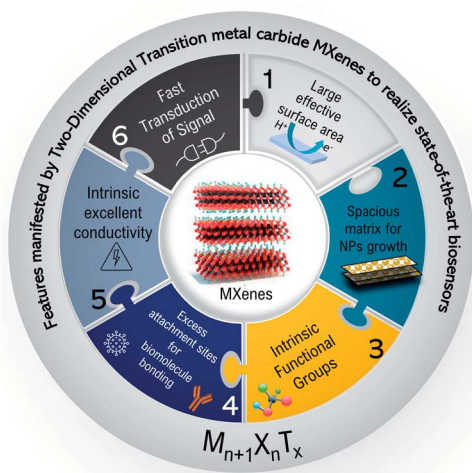 Features manifested by Two-Dimensional Transition metal carbide MXenes to realize state-of-the-art biosensors
1
Large
effective
surface area
H⁺
e⁻
2
Spacious
matrix for
NPs growth
3
Intrinsic
Functional
Groups
4
Excess
attachment sites
for
biomolecule
bonding
5
Intrinsic
excellent
conductivity
6
Fast
Transduction
of Signal
MXenes
Mₙ₊₁XₙTₓ